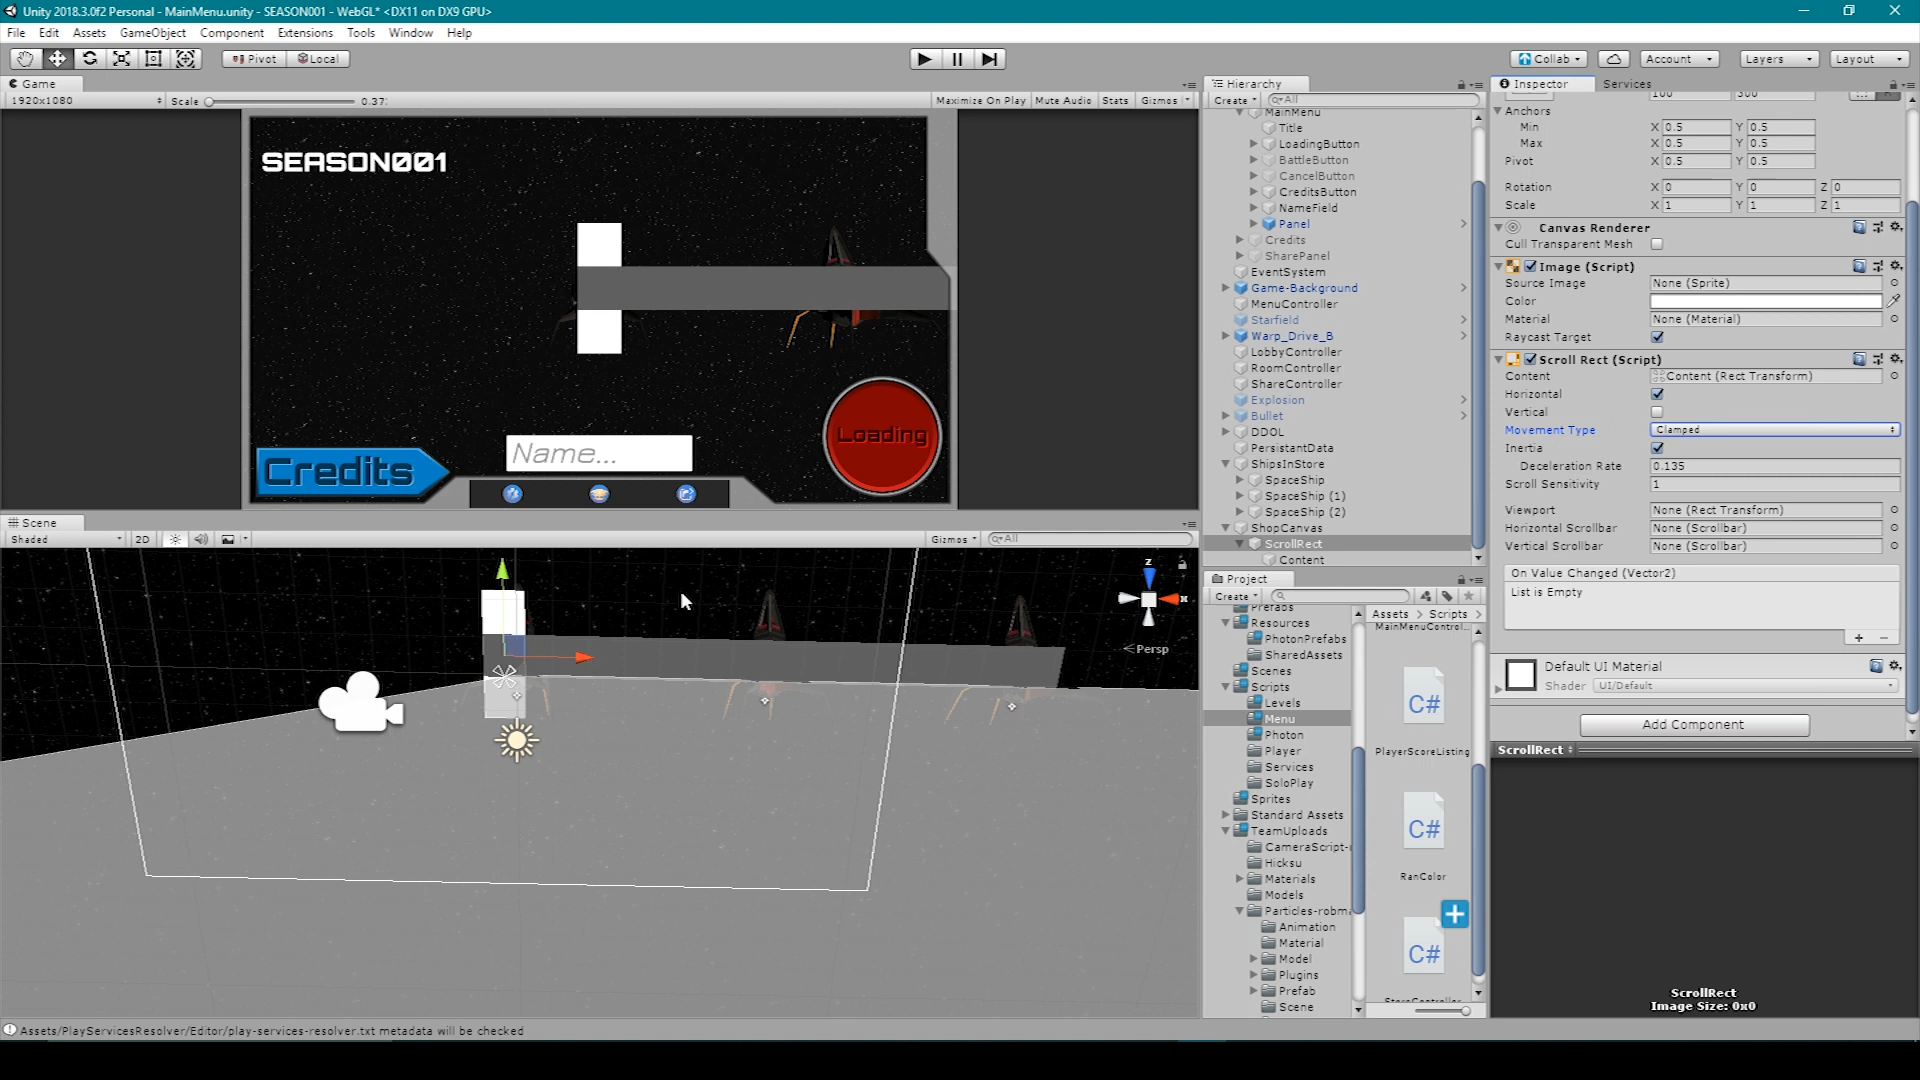 Unity 2018.3.0f2 Personal - MainMenu.unity - SEASON001 - WebGL* <DX11 on DX9 GPU>
File Edit Assets GameObject Component Extensions Tools Window Help
Pivot Local
Collab Account Layers Layout
Game
1920x1080 Scale 0.37: Maximize On Play Mute Audio Stats Gizmos
SEASON001
Loading
Name...
Credits
Scene
Shaded 2D Gizmos All
Z
X
Persp
Hierarchy
Create All
MainMenu
Title
LoadingButton
BattleButton
CancelButton
CreditsButton
NameField
Panel
Credits
SharePanel
EventSystem
Game-Background
MenuController
Starfield
Warp_Drive_B
LobbyController
RoomController
ShareController
Explosion
Bullet
DDOL
PersistantData
ShipsInStore
SpaceShip
SpaceShip (1)
SpaceShip (2)
ShopCanvas
ScrollRect
Content
Project
Create
Prefabs
Resources
PhotonPrefabs
SharedAssets
Scenes
Scripts
Levels
Menu
Photon
Player
Services
SoloPlay
Sprites
Standard Assets
TeamUploads
CameraScript-
Hicksu
Materials
Models
Particles-robm
Animation
Material
Model
Plugins
Prefab
Scene
Assets Scripts
MainMenuControl..
C#
PlayerScoreListing
C#
RanColor
C#
StoreController
Inspector Services
100 300
Anchors
Min X 0.5 Y 0.5
Max X 0.5 Y 0.5
Pivot X 0.5 Y 0.5
Rotation X 0 Y 0 Z 0
Scale X 1 Y 1 Z 1
Canvas Renderer
Cull Transparent Mesh
Image (Script)
Source Image None (Sprite)
Color
Material None (Material)
Raycast Target
Scroll Rect (Script)
Content Content (Rect Transform)
Horizontal
Vertical
Movement Type Clamped
Inertia
Deceleration Rate 0.135
Scroll Sensitivity 1
Viewport None (Rect Transform)
Horizontal Scrollbar None (Scrollbar)
Vertical Scrollbar None (Scrollbar)
On Value Changed (Vector2)
List is Empty
Default UI Material
Shader UI/Default
Add Component
ScrollRect
ScrollRect
Image Size: 0x0
Assets/PlayServicesResolver/Editor/play-services-resolver.txt metadata will be checked